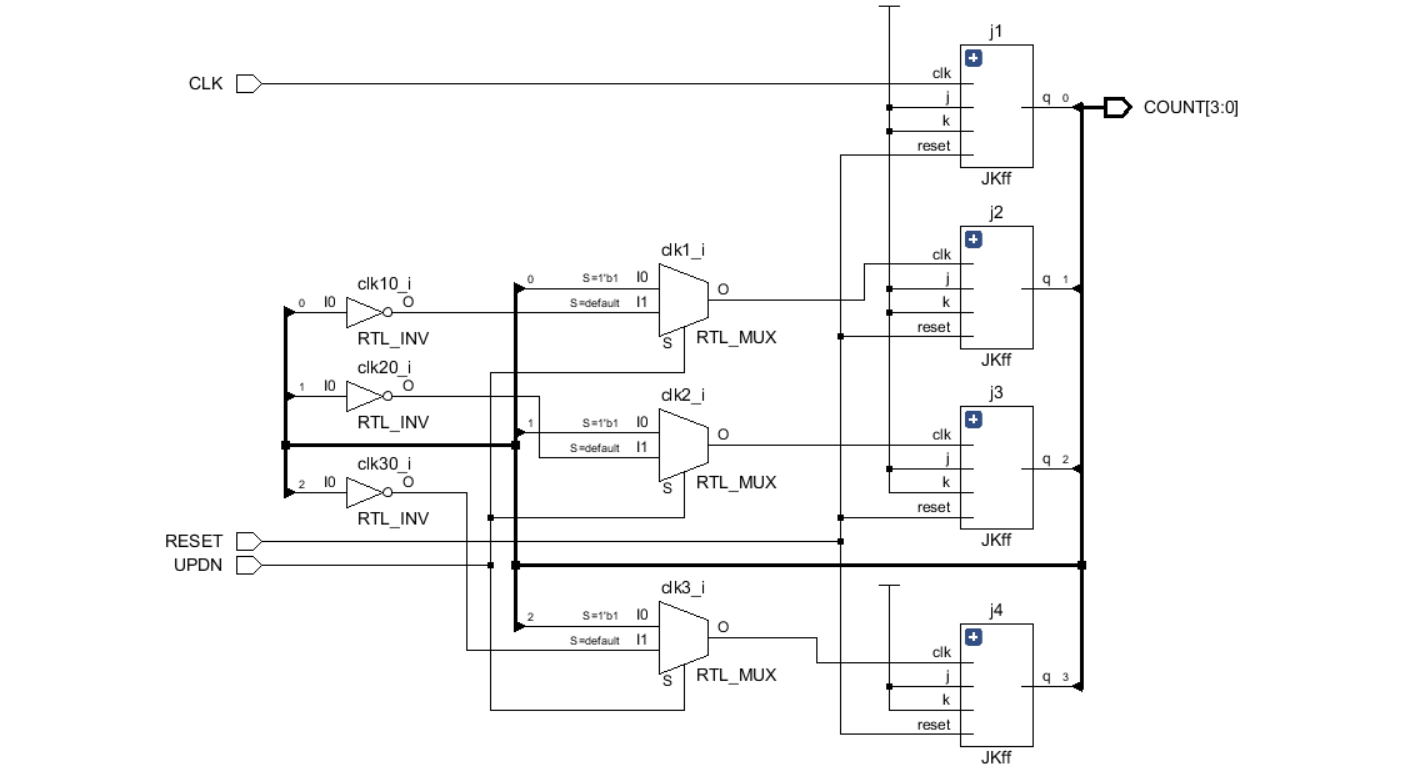 j1
CLK
clk
j
k
reset
q 0
COUNT[3:0]
JKff
j2
clk
j
k
reset
q 1
JKff
clk1_i
0 S=1'b1 I0
S=default I1
O
S
RTL_MUX
clk10_i
0 I0 O
RTL_INV
clk20_i
1 I0 O
RTL_INV
clk2_i
1 S=1'b1 I0
S=default I1
O
S
RTL_MUX
j3
clk
j
k
reset
q 2
JKff
clk30_i
2 I0 O
RTL_INV
RESET
UPDN
clk3_i
2 S=1'b1 I0
S=default I1
O
S
RTL_MUX
j4
clk
j
k
reset
q 3
JKff